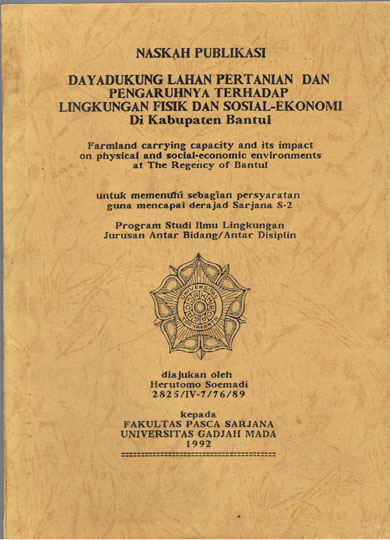 NASKAH PUBLIKASI
DAYADUKUNG LAHAN PERTANIAN DAN
PENGARUHNYA TERHADAP
LINGKUNGAN FISIK DAN SOSIAL-EKONOMI
Di Kabupaten Bantul
Farmland carrying capacity and its impact
on physical and social-economic environments
at The Regency of Bantul
untuk memenuhi sebagian persyaratan
guna mencapai derajad Sarjana S-2
Program Studi Ilmu Lingkungan
Jurusan Antar Bidang/Antar Disiplin
diajukan oleh
Herutomo Soemadi
2825/IV-7/76/89
kepada
FAKULTAS PASCA SARJANA
UNIVERSITAS GADJAH MADA
1992